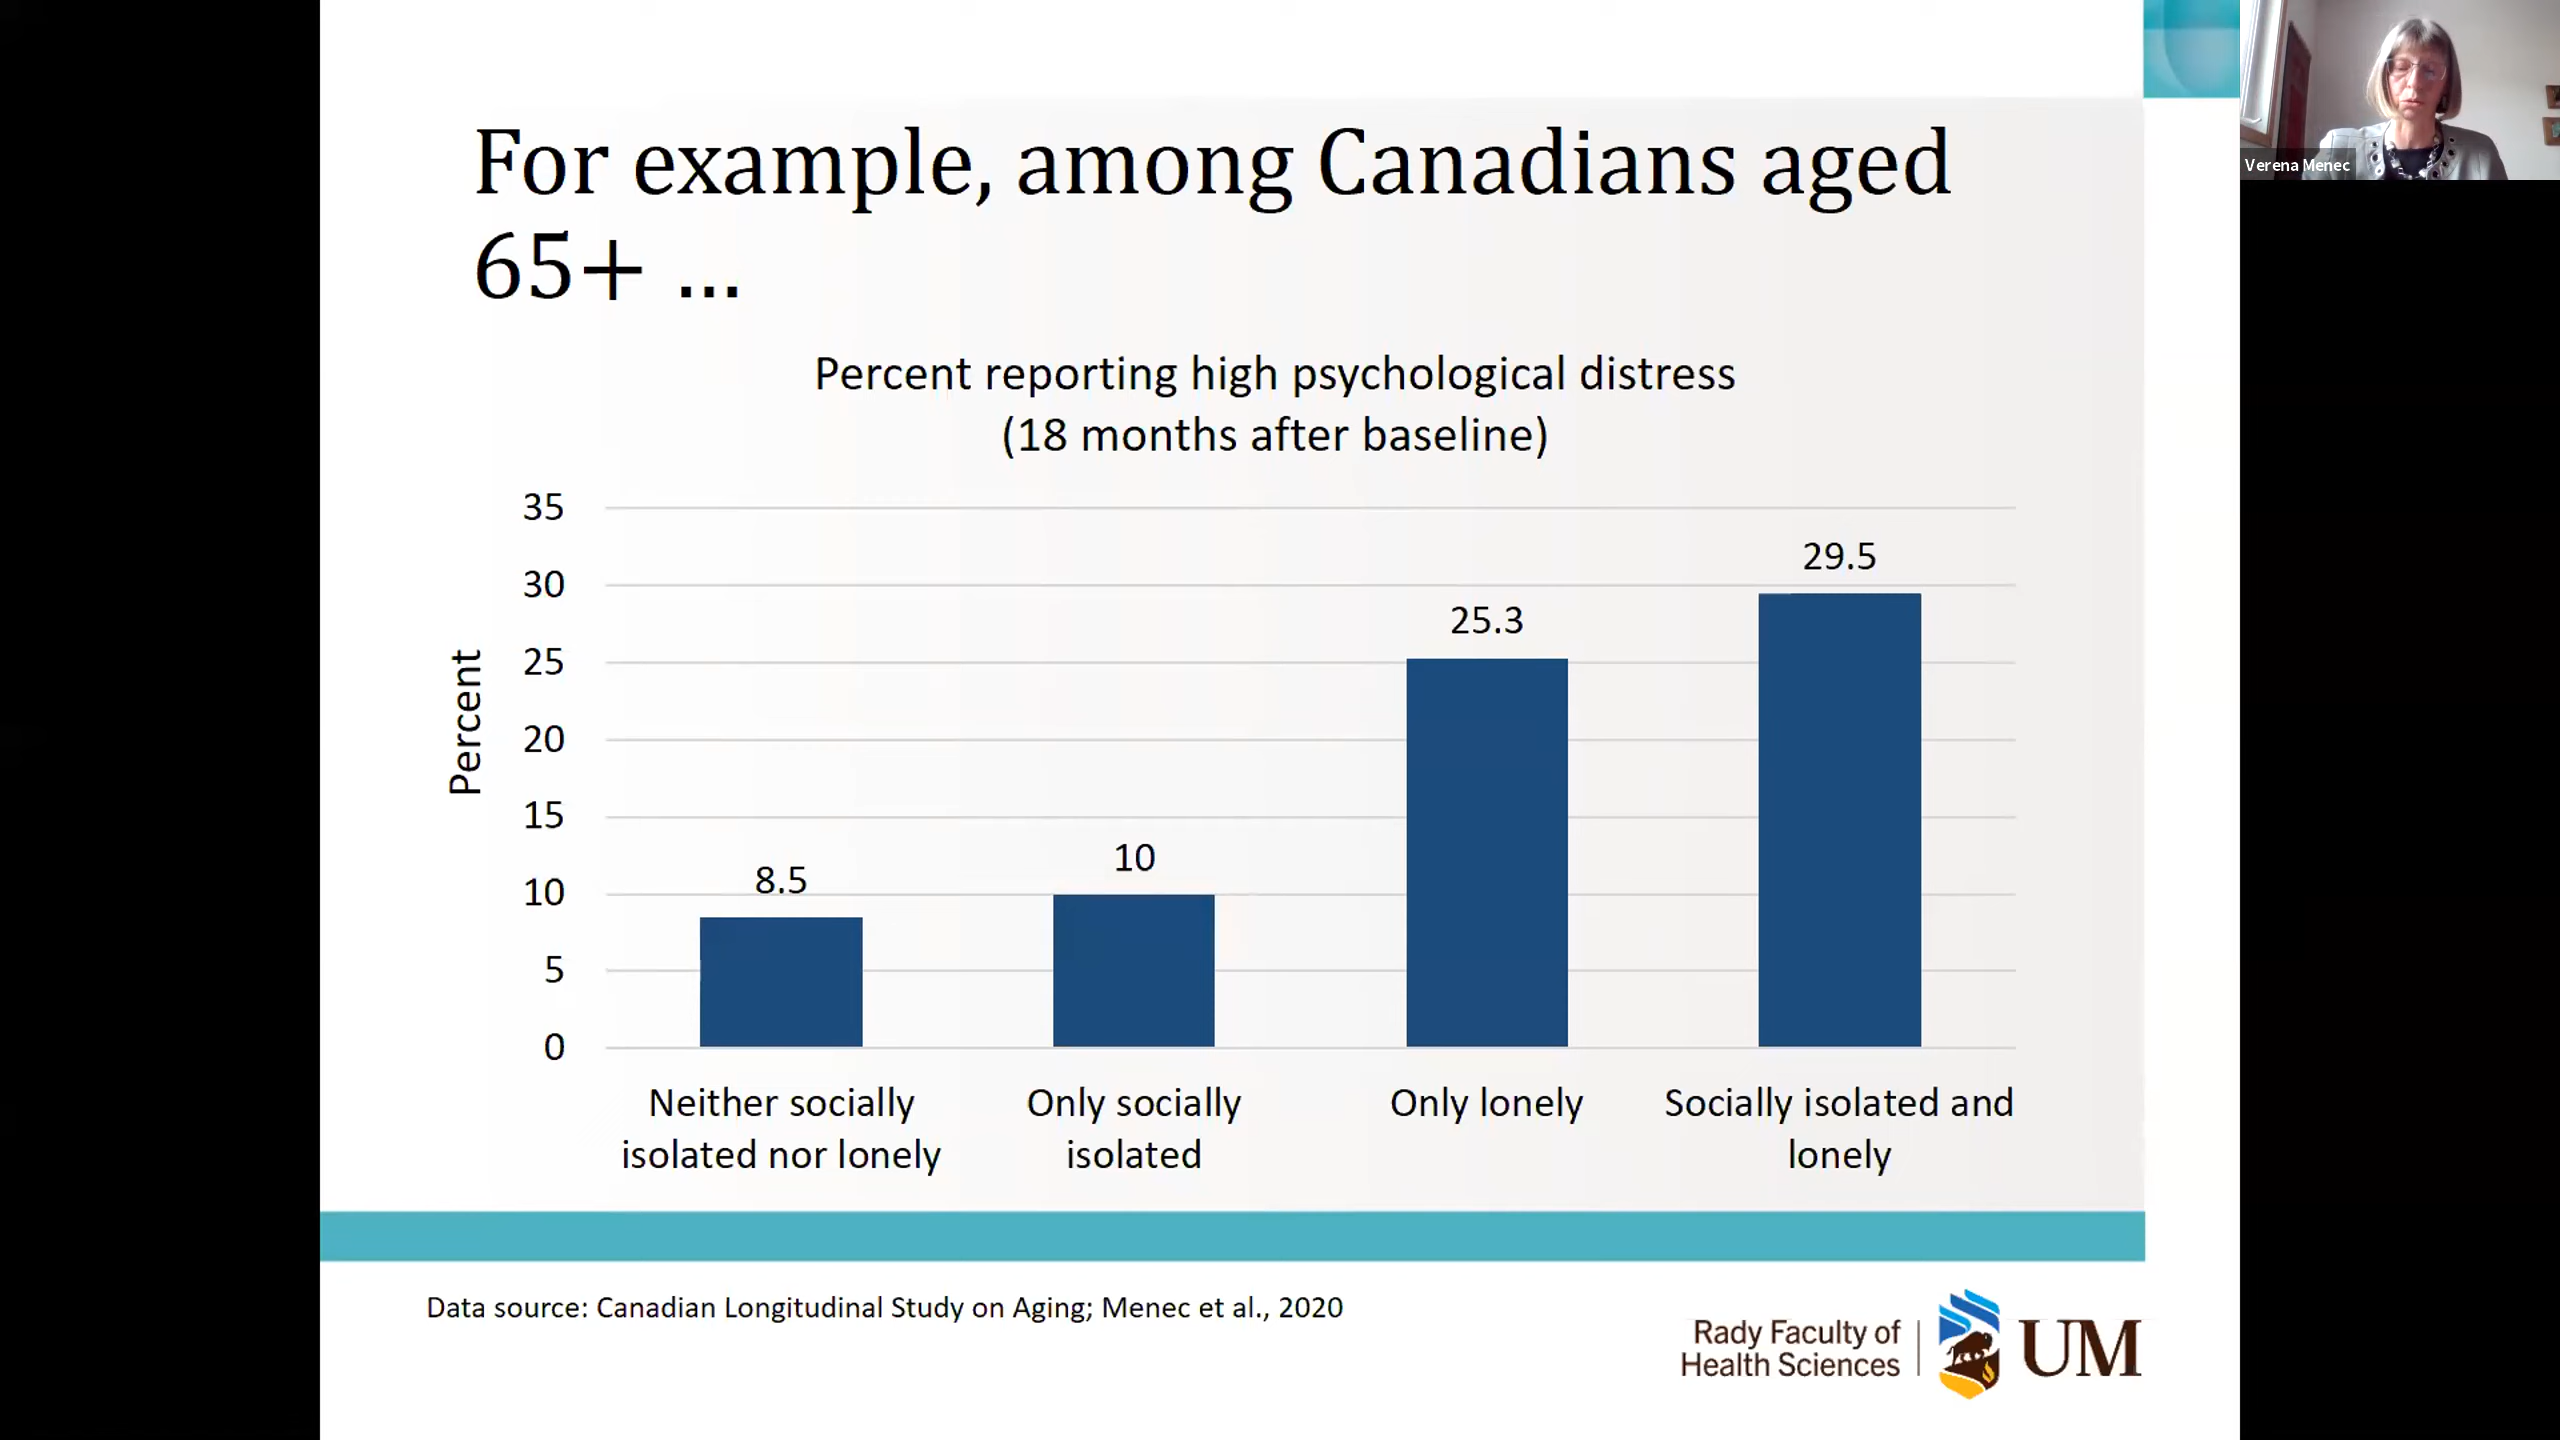 For example, among Canadians aged
65+ ...
Verena Menec
Percent reporting high psychological distress
(18 months after baseline)
35
30
25
20
15
10
5
0
Percent
8.5
10
25.3
29.5
Neither socially
isolated nor lonely
Only socially
isolated
Only lonely
Socially isolated and
lonely
Data source: Canadian Longitudinal Study on Aging; Menec et al., 2020
Rady Faculty of
Health Sciences
UM